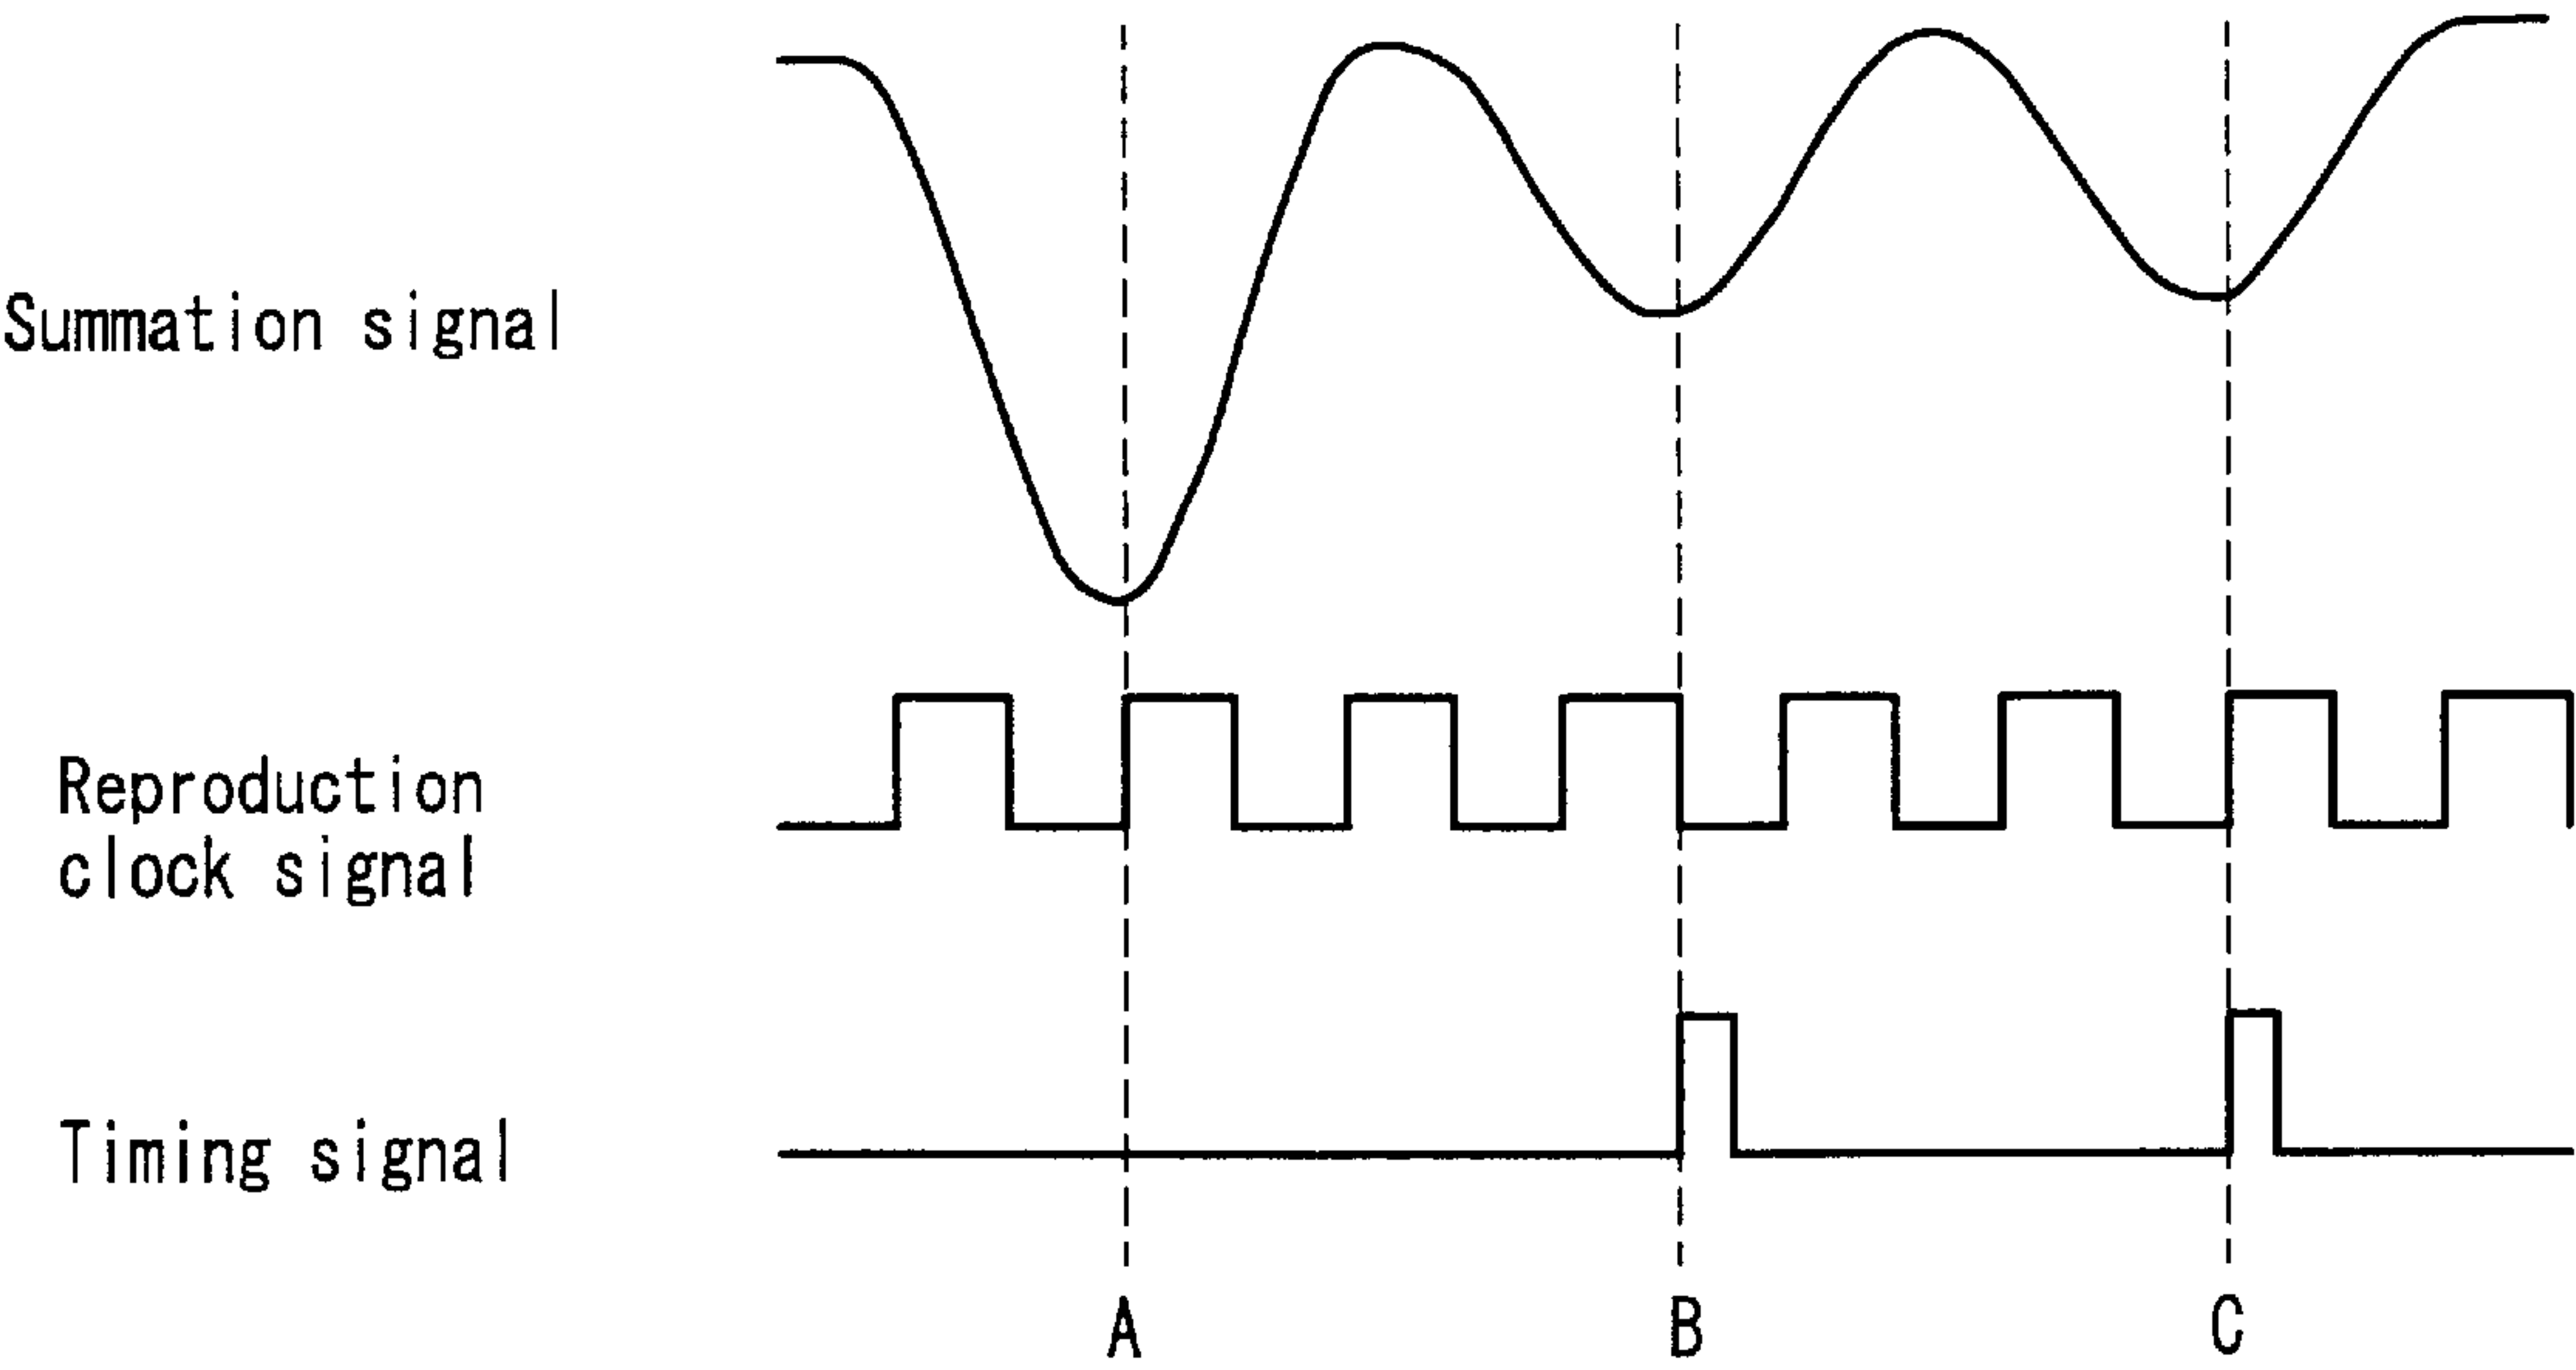 Summation signal
Reproduction
clock signal
Timing signal
A B C